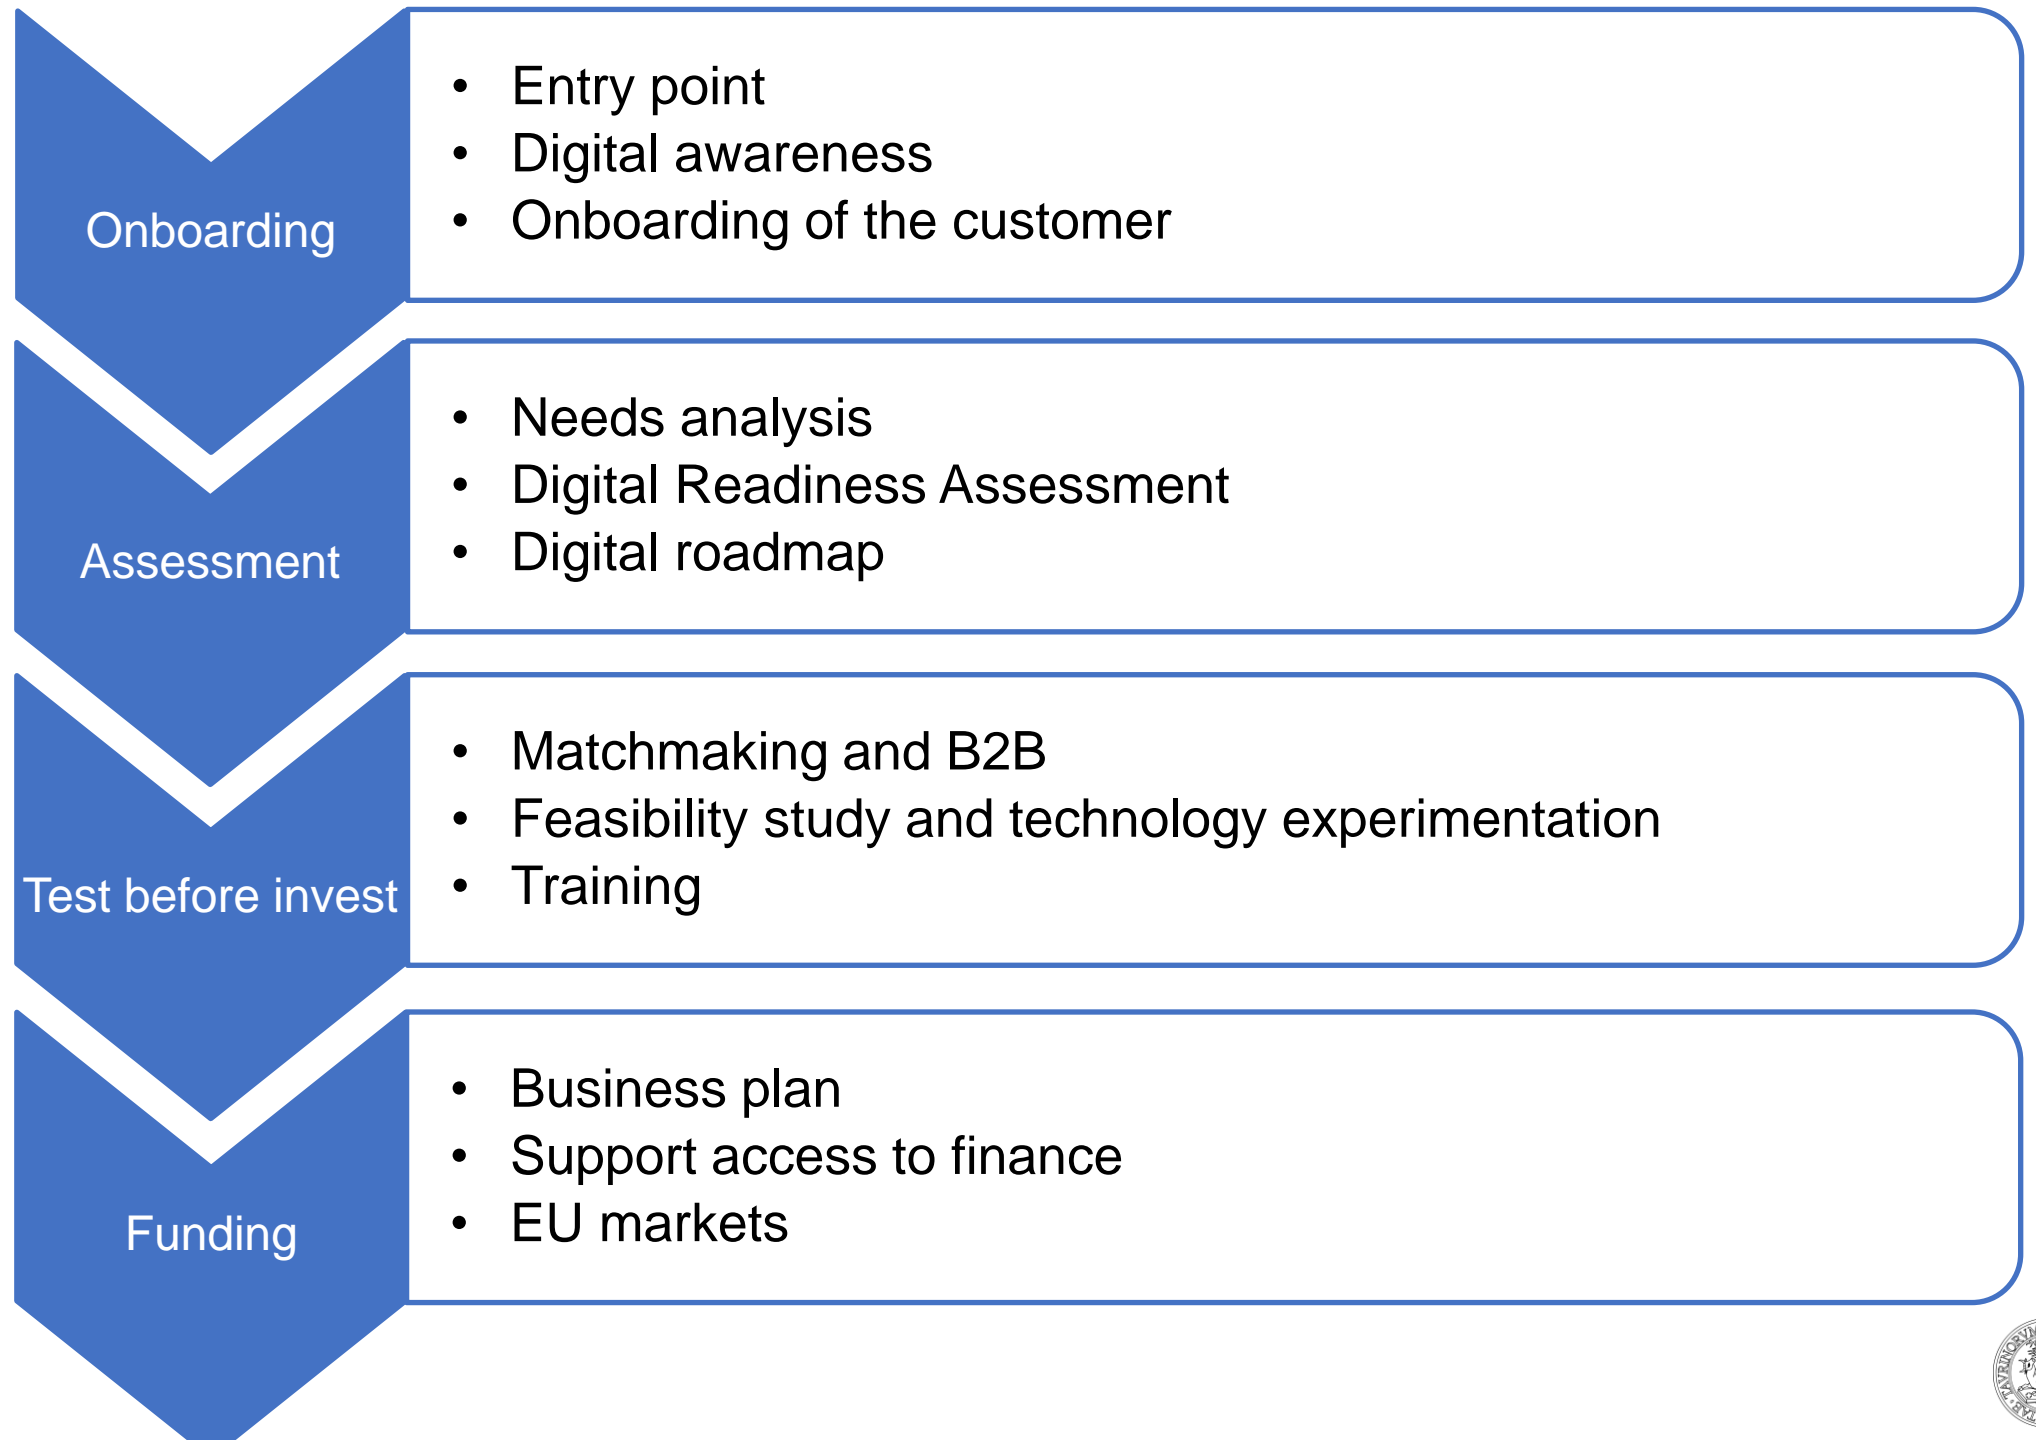 Onboarding
• Entry point
• Digital awareness
• Onboarding of the customer
Assessment
• Needs analysis
• Digital Readiness Assessment
• Digital roadmap
Test before invest
• Matchmaking and B2B
• Feasibility study and technology experimentation
• Training
Funding
• Business plan
• Support access to finance
• EU markets